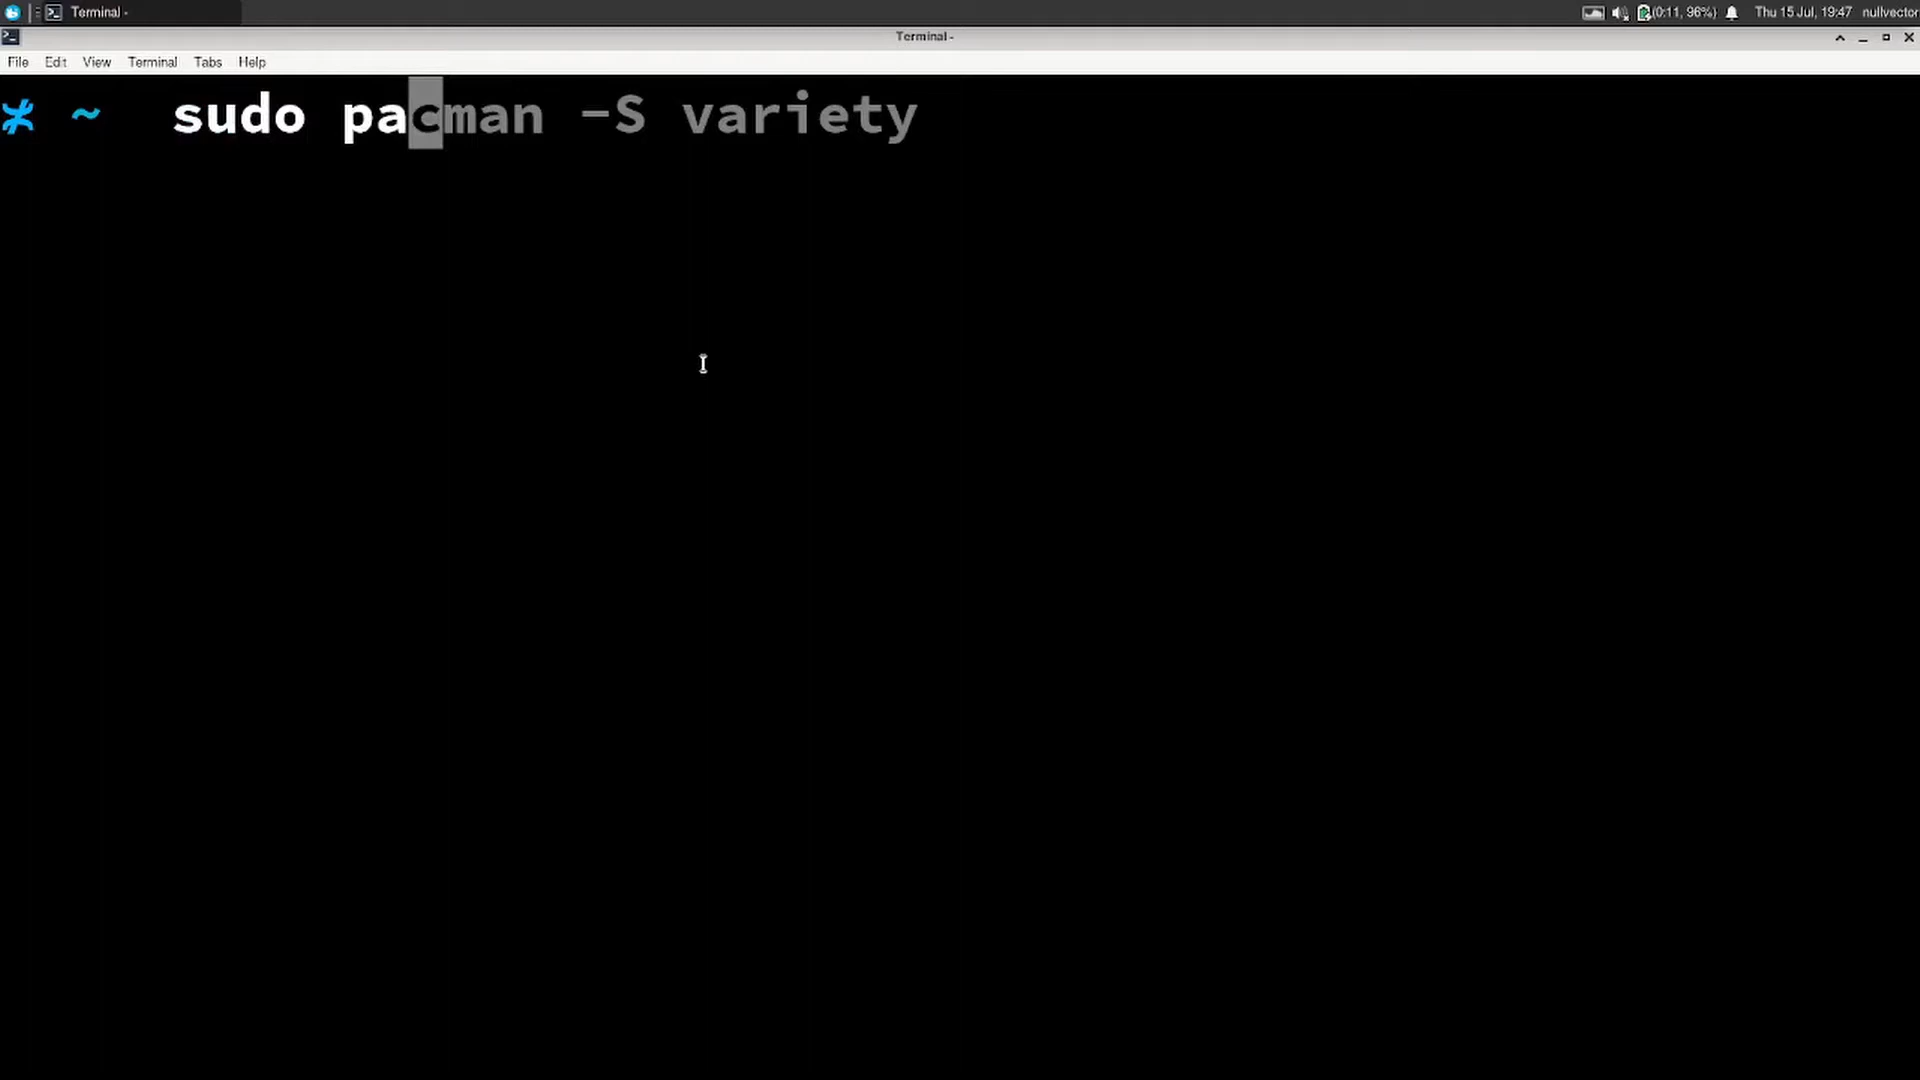 Terminal -
(0:11, 96%) Thu 15 Jul, 19:47 nullvector
Terminal -
File Edit View Terminal Tabs Help
~ sudo pacman -S variety